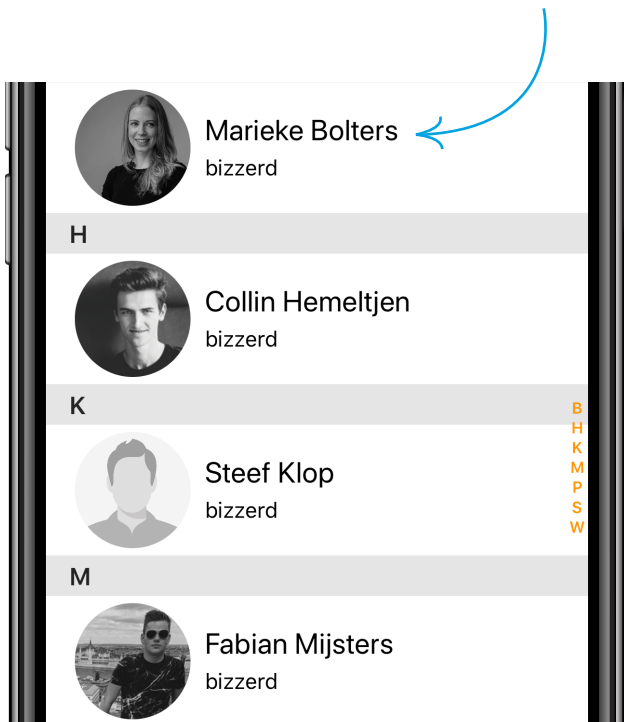 Marieke Bolters
bizzerd
H
Collin Hemeltjen
bizzerd
K
Steef Klop
bizzerd
M
Fabian Mijsters
bizzerd
B
H
K
M
P
S
W